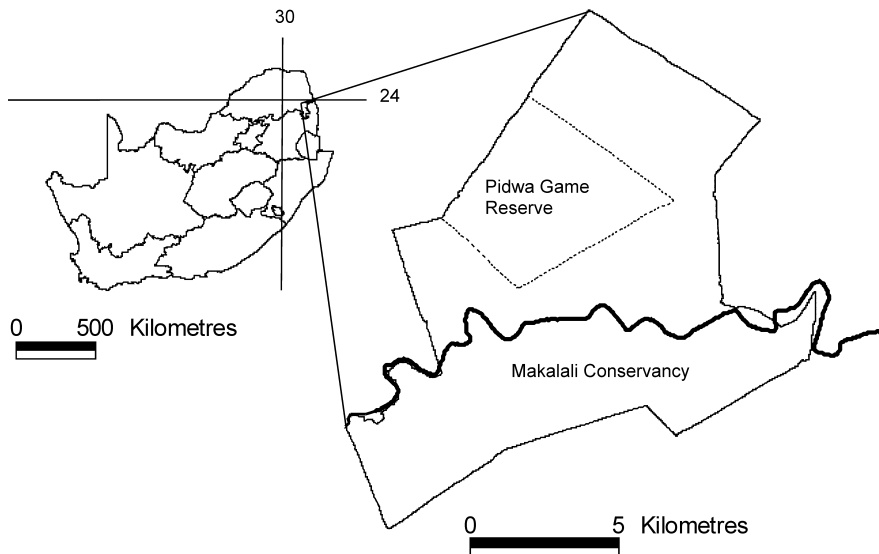 30
24
Pidwa Game
Reserve
0 500 Kilometres
Makalali Conservancy
0 5 Kilometres